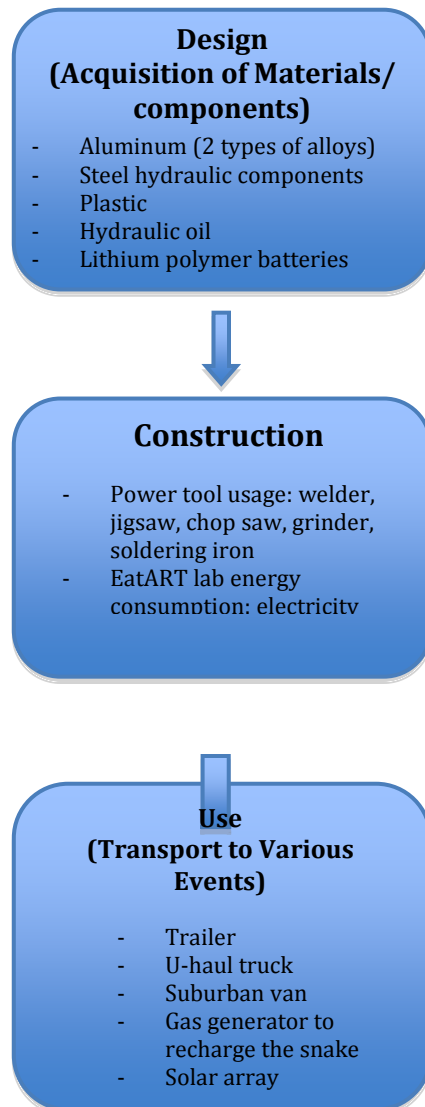 Design
(Acquisition of Materials/
components)
- Aluminum (2 types of alloys)
- Steel hydraulic components
- Plastic
- Hydraulic oil
- Lithium polymer batteries
Construction
- Power tool usage: welder,
jigsaw, chop saw, grinder,
soldering iron
- EatART lab energy
consumption: electricity
Use
(Transport to Various
Events)
- Trailer
- U-haul truck
- Suburban van
- Gas generator to
recharge the snake
- Solar array